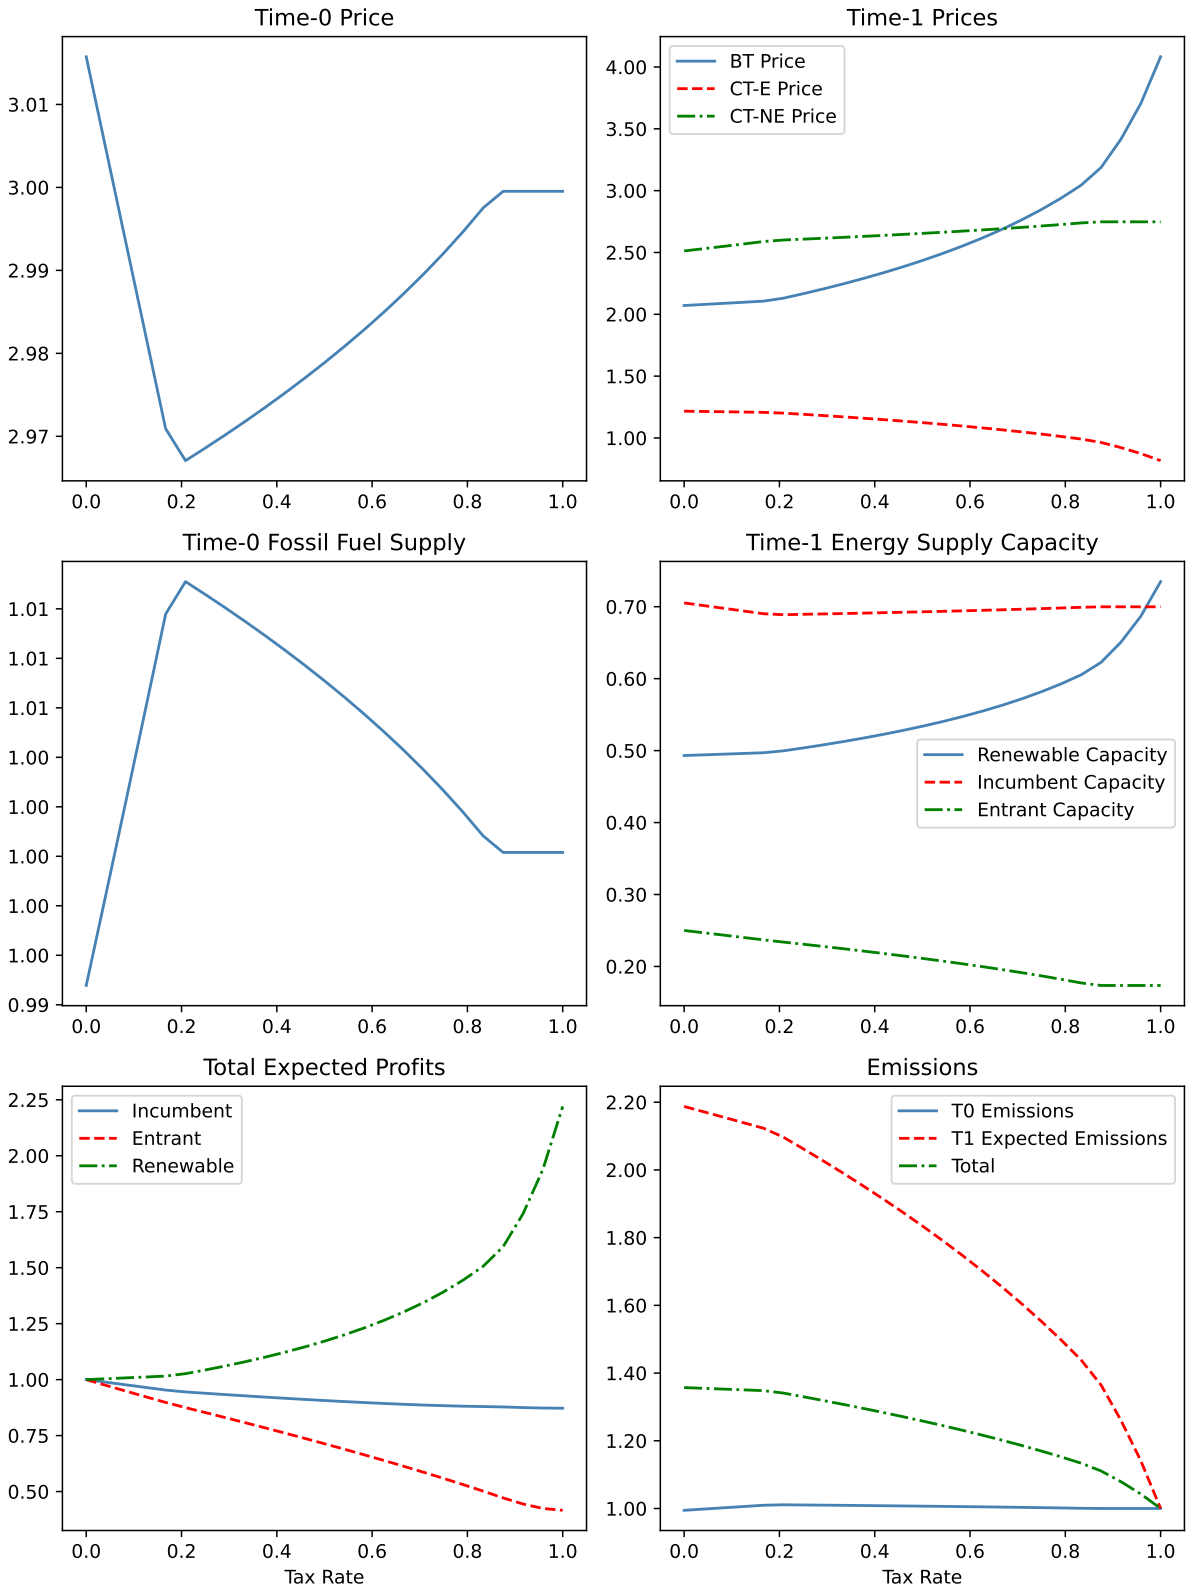 Time-0 Price
3.01
3.00
2.99
2.98
2.97
0.0 0.2 0.4 0.6 0.8 1.0
Time-1 Prices
BT Price
CT-E Price
CT-NE Price
4.00
3.50
3.00
2.50
2.00
1.50
1.00
0.0 0.2 0.4 0.6 0.8 1.0
Time-0 Fossil Fuel Supply
1.01
1.01
1.01
1.00
1.00
1.00
1.00
1.00
0.99
0.0 0.2 0.4 0.6 0.8 1.0
Time-1 Energy Supply Capacity
0.70
0.60
0.50
0.40
0.30
0.20
Renewable Capacity
Incumbent Capacity
Entrant Capacity
0.0 0.2 0.4 0.6 0.8 1.0
Total Expected Profits
Incumbent
Entrant
Renewable
2.25
2.00
1.75
1.50
1.25
1.00
0.75
0.50
0.0 0.2 0.4 0.6 0.8 1.0
Tax Rate
Emissions
T0 Emissions
T1 Expected Emissions
Total
2.20
2.00
1.80
1.60
1.40
1.20
1.00
0.0 0.2 0.4 0.6 0.8 1.0
Tax Rate